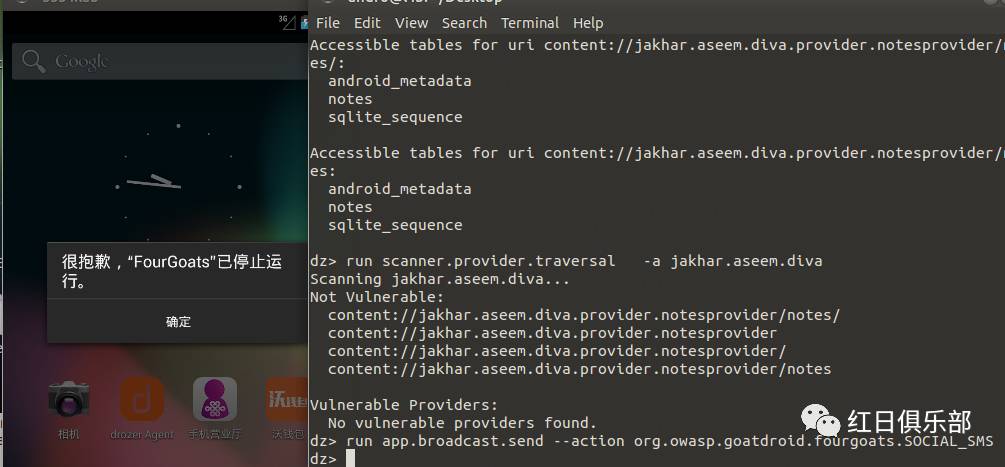 3G
Google
很抱歉，“FourGoats”已停止运
行。
确定
相机
drozer Agent
手机营业厅
沃钱包
File Edit View Search Terminal Help
Accessible tables for uri content://jakhar.aseem.diva.provider.notesprovider/
es/:
android_metadata
notes
sqlite_sequence
Accessible tables for uri content://jakhar.aseem.diva.provider.notesprovider/
es:
android_metadata
notes
sqlite_sequence
dz> run scanner.provider.traversal   -a jakhar.aseem.diva
Scanning jakhar.aseem.diva...
Not Vulnerable:
content://jakhar.aseem.diva.provider.notesprovider/notes/
content://jakhar.aseem.diva.provider.notesprovider
content://jakhar.aseem.diva.provider.notesprovider/
content://jakhar.aseem.diva.provider.notesprovider/notes
Vulnerable Providers:
No vulnerable providers found.
dz> run app.broadcast.send --action org.owasp.goatdroid.fourgoats.SOCIAL_SMS
dz>
红日俱乐部